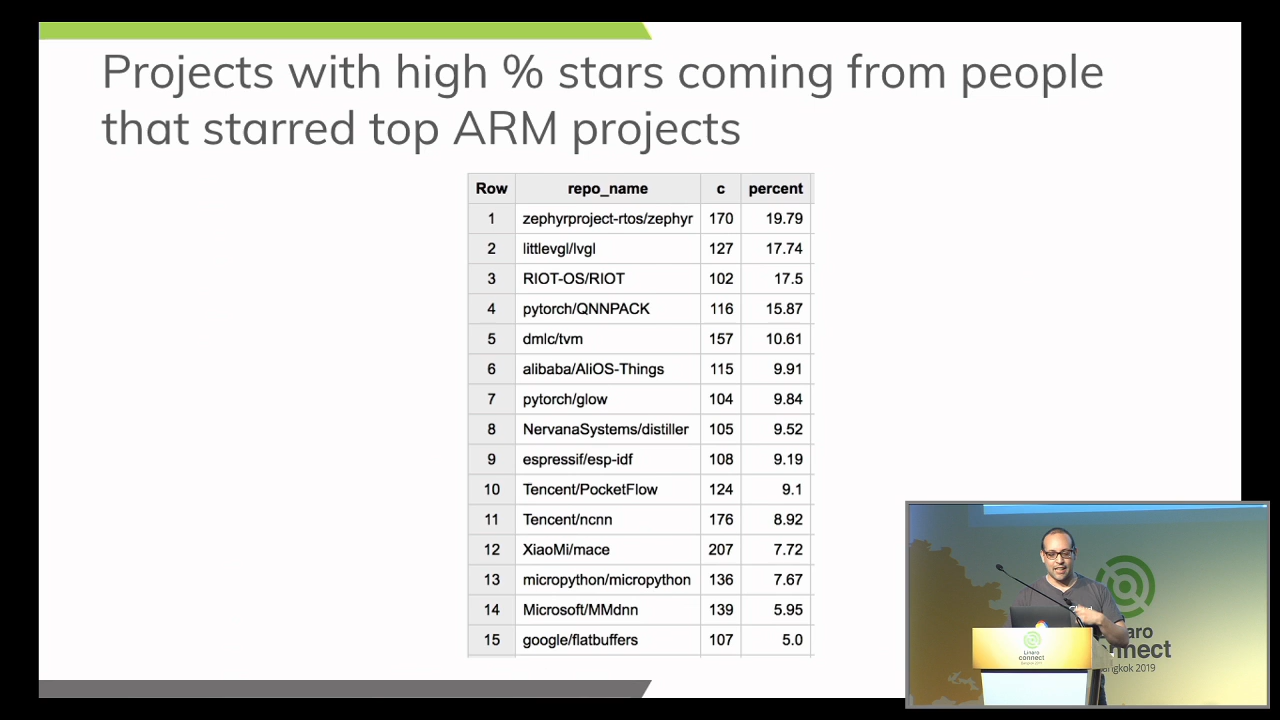 Projects with high % stars coming from people
that starred top ARM projects
Row repo_name c percent
1 zephyrproject-rtos/zephyr 170 19.79
2 littlevgl/lvgl 127 17.74
3 RIOT-OS/RIOT 102 17.5
4 pytorch/QNNPACK 116 15.87
5 dmlc/tvm 157 10.61
6 alibaba/AliOS-Things 115 9.91
7 pytorch/glow 104 9.84
8 NervanaSystems/distiller 105 9.52
9 espressif/esp-idf 108 9.19
10 Tencent/PocketFlow 124 9.1
11 Tencent/ncnn 176 8.92
12 XiaoMi/mace 207 7.72
13 micropython/micropython 136 7.67
14 Microsoft/MMdnn 139 5.95
15 google/flatbuffers 107 5.0
Linaro
connect
Bangkok 2019